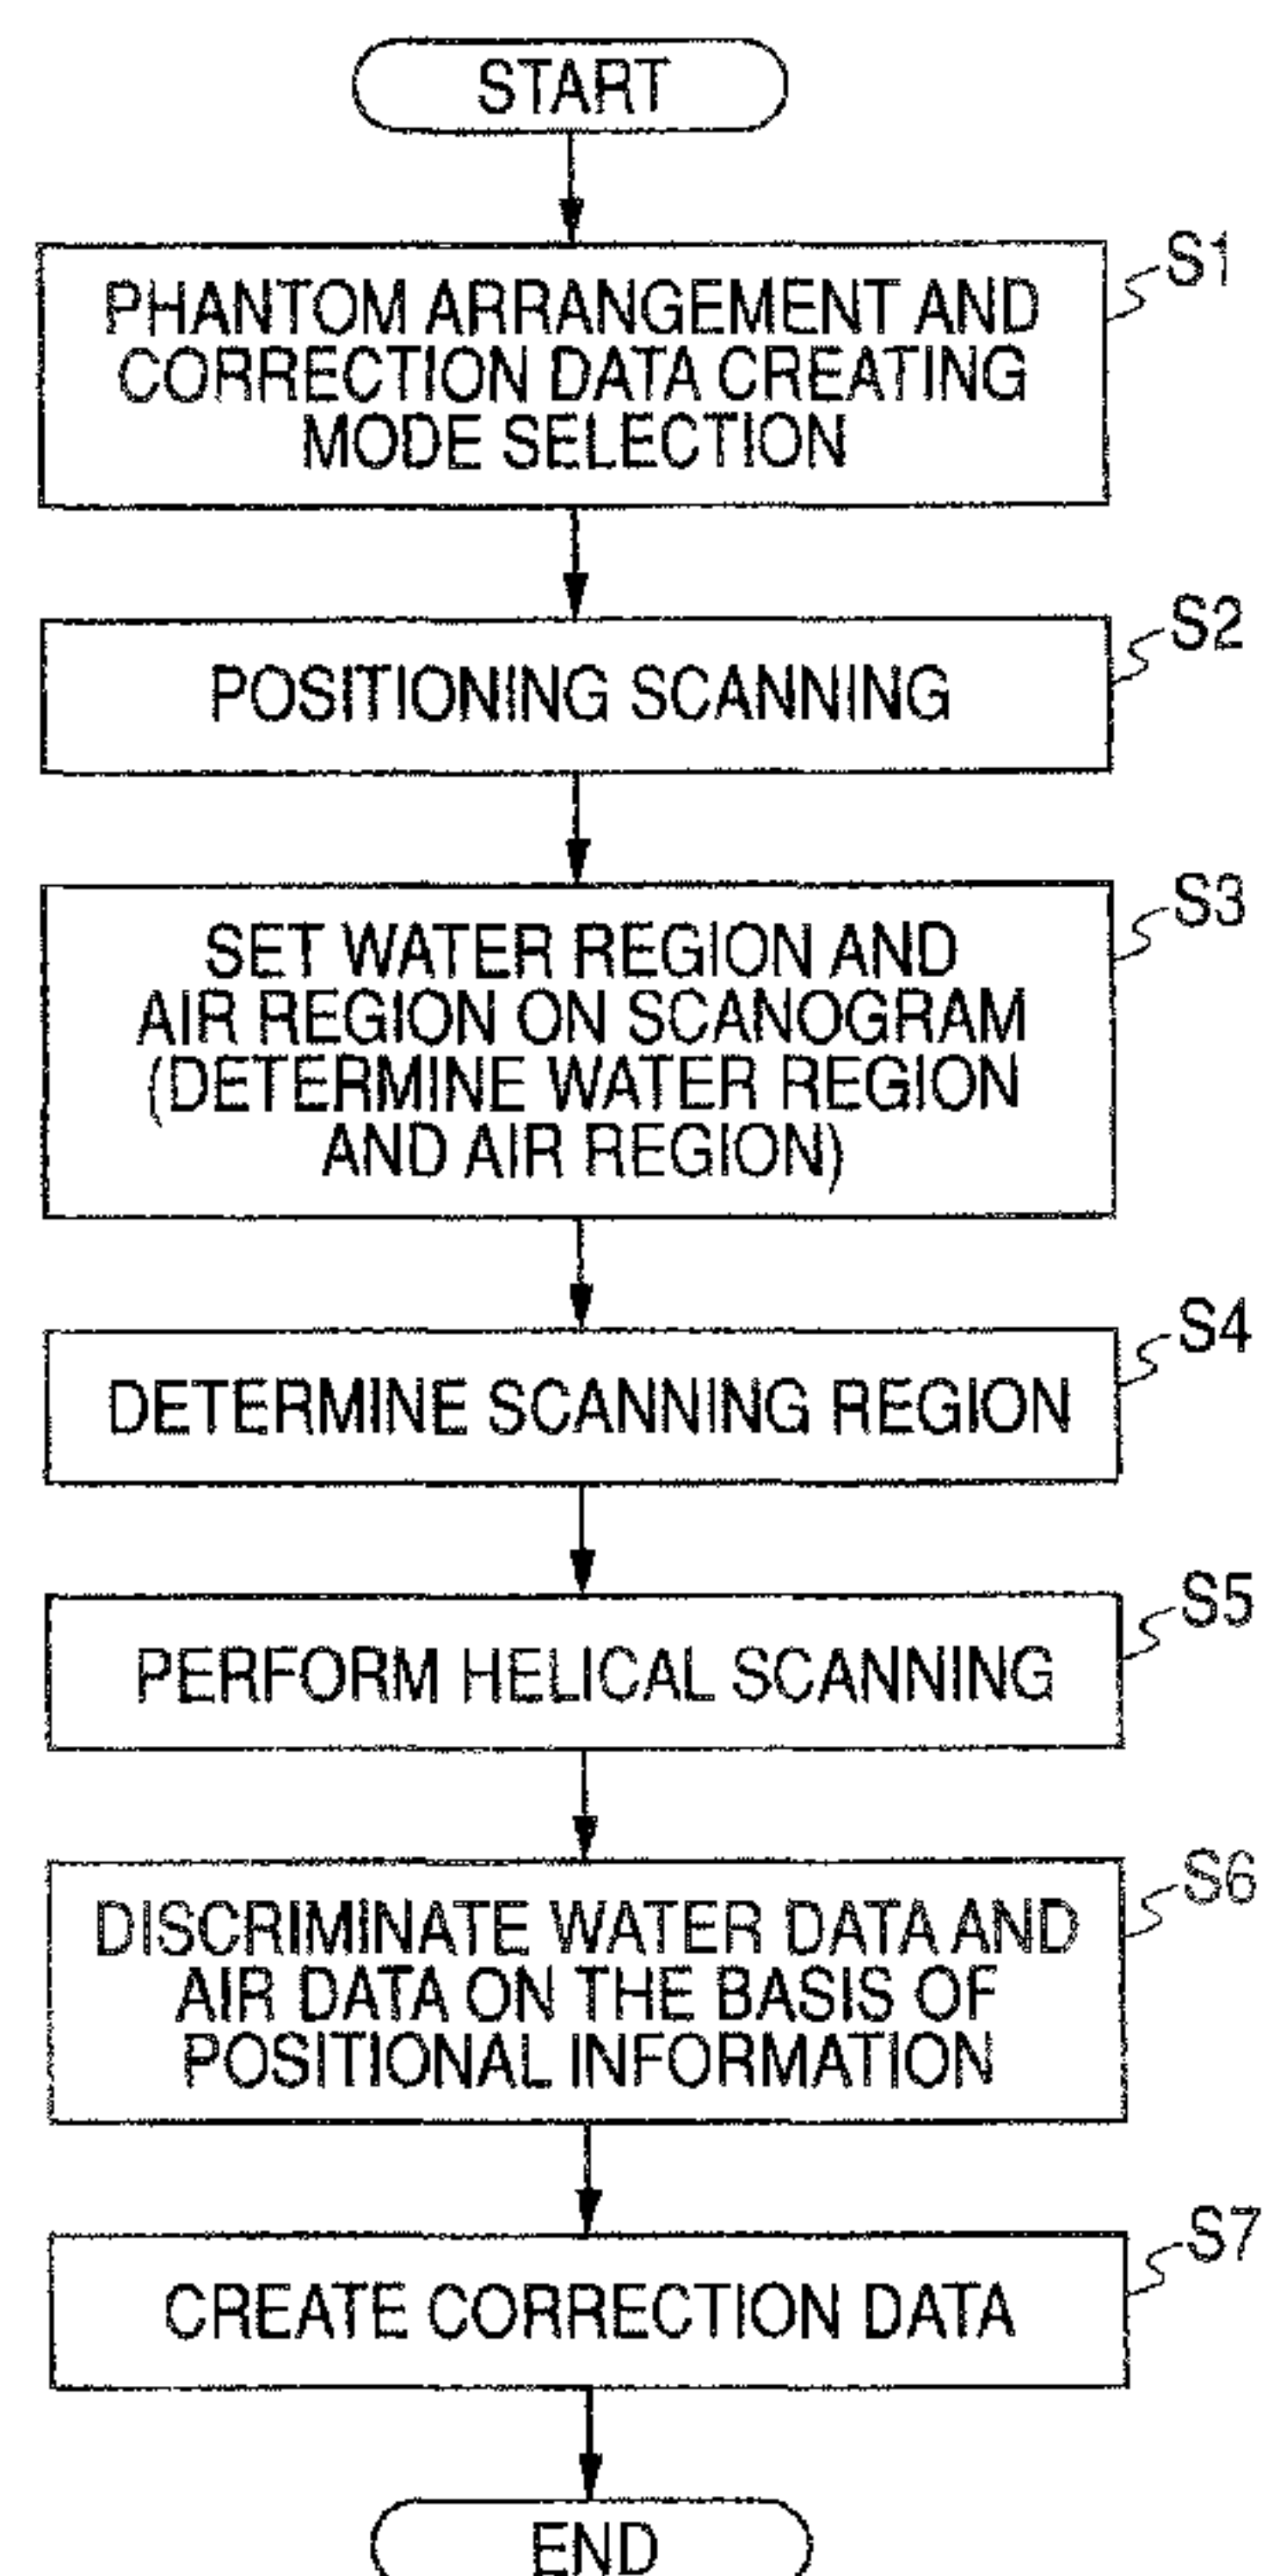 START
S1
PHANTOM ARRANGEMENT AND
CORRECTION DATA CREATING
MODE SELECTION
S2
POSITIONING SCANNING
S3
SET WATER REGION AND
AIR REGION ON SCANOGRAM
(DETERMINE WATER REGION
AND AIR REGION)
S4
DETERMINE SCANNING REGION
S5
PERFORM HELICAL SCANNING
S6
DISCRIMINATE WATER DATA AND
AIR DATA ON THE BASIS OF
POSITIONAL INFORMATION
S7
CREATE CORRECTION DATA
END